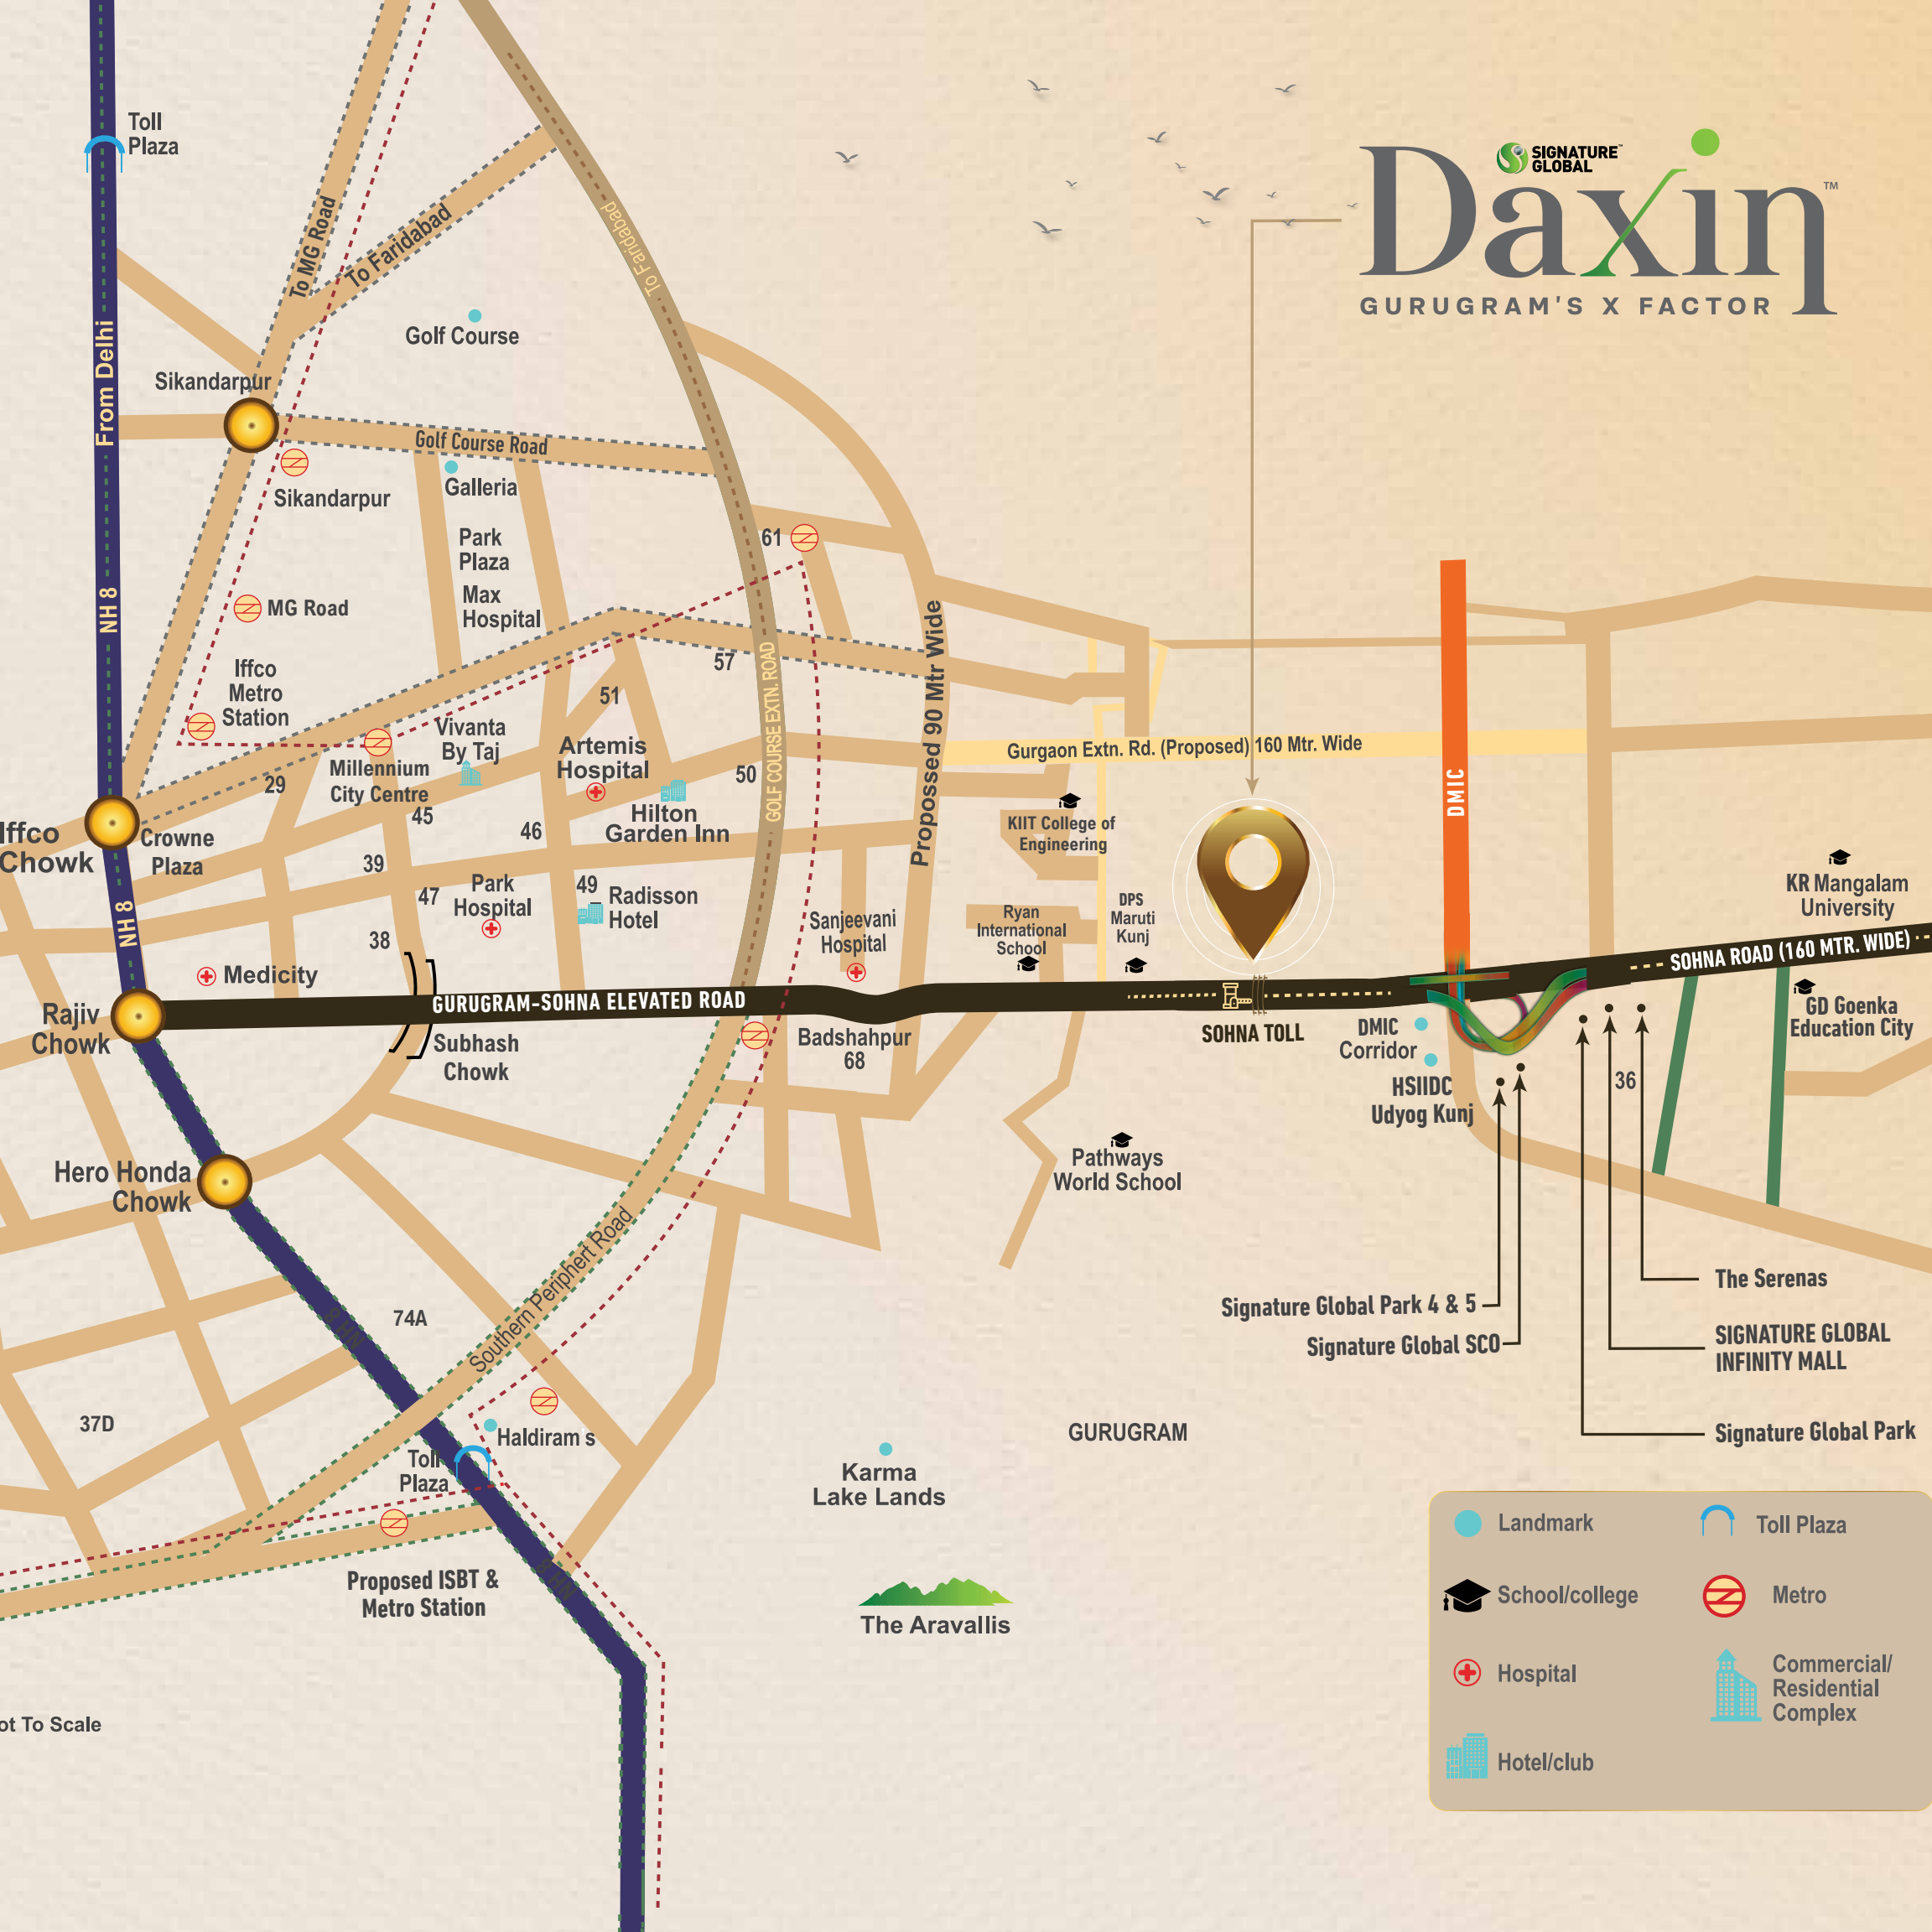 Toll
Plaza
SIGNATURE
GLOBAL
Daxin
TM
GURUGRAM'S X FACTOR
To MG Road
To Faridabad
To Faridabad
From Delhi
Golf Course
Sikandarpur
Golf Course Road
Galleria
Sikandarpur
Park
Plaza
61
Max
Hospital
NH 8
MG Road
Iffco
Metro
Station
57
51
Vivanta
By Taj
Artemis
Hospital
GOLF COURSE EXTN. ROAD
Propossed 90 Mtr Wide
Gurgaon Extn. Rd. (Proposed) 160 Mtr. Wide
DMIC
Millennium
City Centre
29
45
50
Hilton
Garden Inn
46
Iffco
Chowk
Crowne
Plaza
KIIT College of
Engineering
39
47
Park
Hospital
49
Radisson
Hotel
KR Mangalam
University
DPS
Maruti
Kunj
Ryan
International
School
Sanjeevani
Hospital
NH 8
38
Medicity
SOHNA ROAD (160 MTR. WIDE)
GURUGRAM-SOHNA ELEVATED ROAD
Rajiv
Chowk
Subhash
Chowk
Badshahpur
68
SOHNA TOLL
DMIC
Corridor
GD Goenka
Education City
HSIIDC
Udyog Kunj
36
Pathways
World School
Hero Honda
Chowk
Southern Periphert Road
74A
NH 8
The Serenas
Signature Global Park 4 & 5
Signature Global SCO
SIGNATURE GLOBAL
INFINITY MALL
Signature Global Park
37D
Haldiram s
Toll
Plaza
GURUGRAM
Karma
Lake Lands
Proposed ISBT &
Metro Station
NH 8
The Aravallis
ot To Scale
Landmark
Toll Plaza
School/college
Metro
Hospital
Commercial/
Residential
Complex
Hotel/club